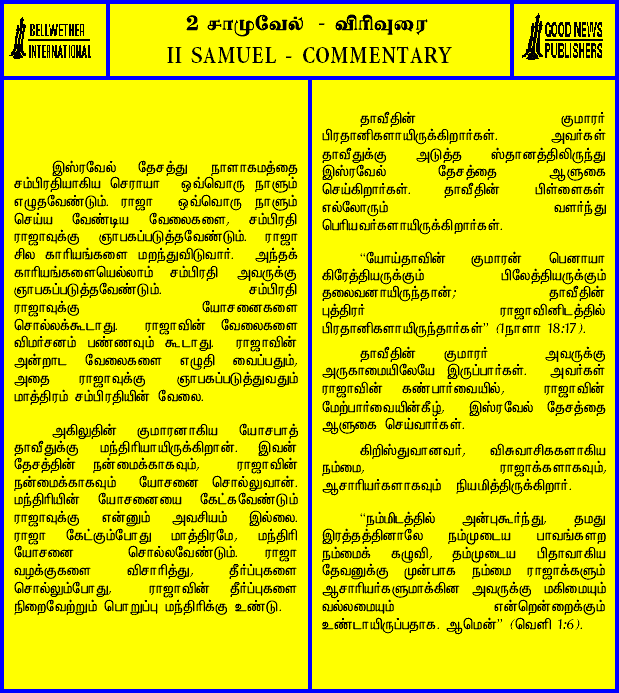 BELLWETHER
INTERNATIONAL
2 சாமுவேல் - விரிவுரை
II SAMUEL - COMMENTARY
GOOD NEWS
PUBLISHERS
இஸ்ரவேல் தேசத்து நாளாகமத்தை
சம்பிரதியாகிய செராயா ஒவ்வொரு நாளும்
எழுதவேண்டும். ராஜா ஒவ்வொரு நாளும்
செய்ய வேண்டிய வேலைகளை, சம்பிரதி
ராஜாவுக்கு ஞாபகப்படுத்தவேண்டும். ராஜா
சில காரியங்களை மறந்துவிடுவார். அந்தக்
காரியங்களையெல்லாம் சம்பிரதி அவருக்கு
ஞாபகப்படுத்தவேண்டும். சம்பிரதி
ராஜாவுக்கு யோசனைகளை
சொல்லக்கூடாது. ராஜாவின் வேலைகளை
விமர்சனம் பண்ணவும் கூடாது. ராஜாவின்
அன்றாட வேலைகளை எழுதி வைப்பதும்,
அதை ராஜாவுக்கு ஞாபகப்படுத்துவதும்
மாத்திரம் சம்பிரதியின் வேலை.
அகிலுதின் குமாரனாகிய யோசபாத்
தாவீதுக்கு மந்திரியாயிருக்கிறான். இவன்
தேசத்தின் நன்மைக்காகவும், ராஜாவின்
நன்மைக்காகவும் யோசனை சொல்லுவான்.
மந்திரியின் யோசனையை கேட்கவேண்டும்
ராஜாவுக்கு என்னும் அவசியம் இல்லை.
ராஜா கேட்கும்போது மாத்திரமே, மந்திரி
யோசனை சொல்லவேண்டும். ராஜா
வழக்குகளை விசாரித்து, தீர்ப்புகளை
சொல்லும்போது, ராஜாவின் தீர்ப்புகளை
நிறைவேற்றும் பொறுப்பு மந்திரிக்கு உண்டு.
தாவீதின் குமாரர்
பிரதானிகளாயிருக்கிறார்கள். அவர்கள்
தாவீதுக்கு அடுத்த ஸ்தானத்திலிருந்து
இஸ்ரவேல் தேசத்தை ஆளுகை
செய்கிறார்கள். தாவீதின் பிள்ளைகள்
எல்லோரும் வளர்ந்து
பெரியவர்களாயிருக்கிறார்கள்.
“யோய்தாவின் குமாரன் பெனாயா
கிரேத்தியருக்கும் பிலேத்தியருக்கும்
தலைவனாயிருந்தான்; தாவீதின்
புத்திரர் ராஜாவினிடத்தில்
பிரதானிகளாயிருந்தார்கள்” (1நாளா 18:17).
தாவீதின் குமாரர் அவருக்கு
அருகாமையிலேயே இருப்பார்கள். அவர்கள்
ராஜாவின் கண்பார்வையில், ராஜாவின்
மேற்பார்வையின்கீழ், இஸ்ரவேல் தேசத்தை
ஆளுகை செய்வார்கள்.
கிறிஸ்துவானவர், விசுவாசிகளாகிய
நம்மை, ராஜாக்களாகவும்,
ஆசாரியர்களாகவும் நியமித்திருக்கிறார்.
“நம்மிடத்தில் அன்புகூர்ந்து, தமது
இரத்தத்தினாலே நம்முடைய பாவங்களற
நம்மைக் கழுவி, தம்முடைய பிதாவாகிய
தேவனுக்கு முன்பாக நம்மை ராஜாக்களும்
ஆசாரியர்களுமாக்கின அவருக்கு மகிமையும்
வல்லமையும் என்றென்றைக்கும்
உண்டாயிருப்பதாக. ஆமென்” (வெளி 1:6).